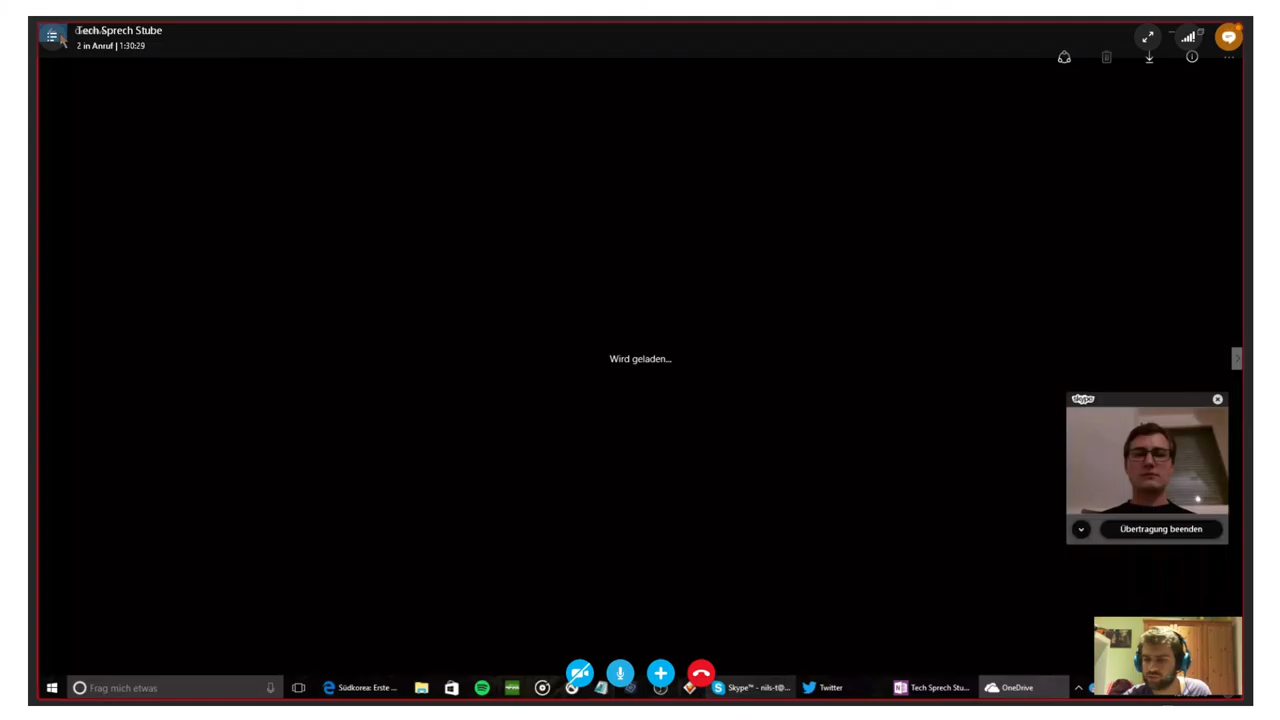 Tech Sprech Stube
2 in Anruf | 1:30:29
Wird geladen...
skype
Übertragung beenden
Frag mich etwas
Südkorea: Erste ...
Skype™ - nils-t@...
Twitter
Tech Sprech Stu...
OneDrive